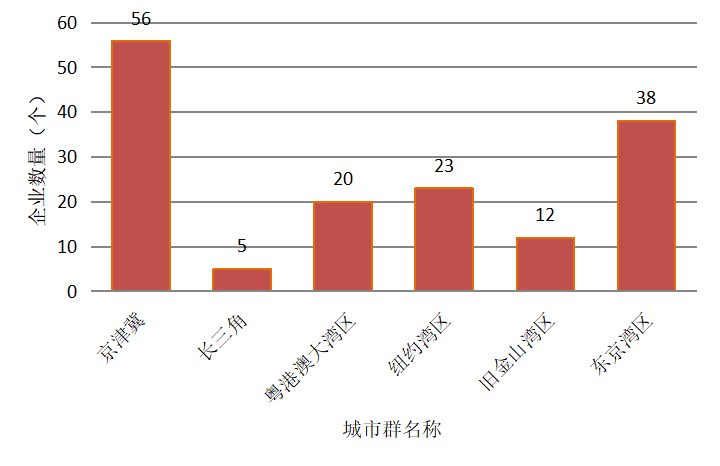 60
50
40
30
20
10
0
企业数量（个）
56
5
20
23
12
38
京津冀
长三角
粤港澳大湾区
纽约湾区
旧金山湾区
东京湾区
城市群名称